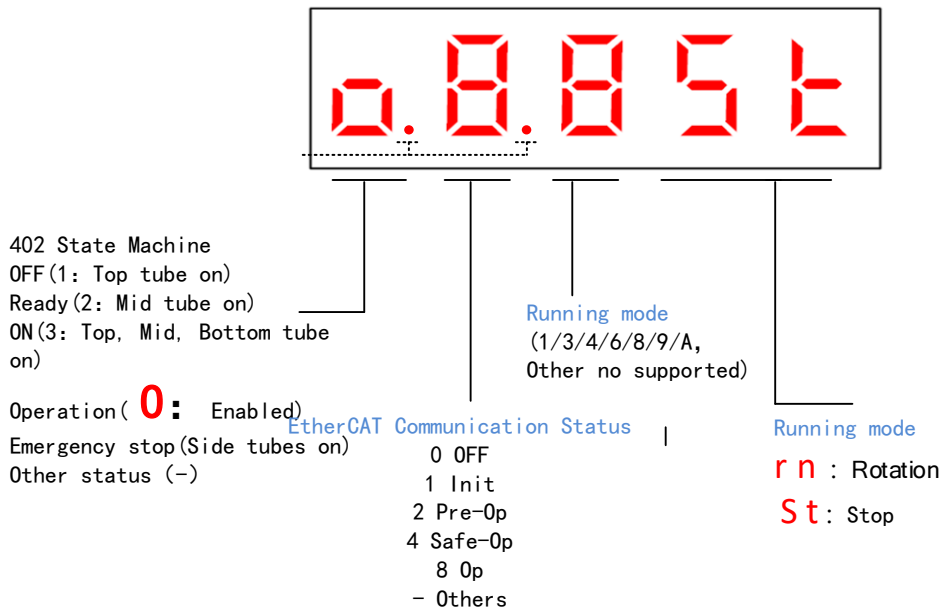 o.8.8St
402 State Machine
OFF(1: Top tube on)
Ready(2: Mid tube on)
ON(3: Top, Mid, Bottom tube
on)
Operation( 0: Enabled)
Emergency stop(Side tubes on)
Other status (-)
EtherCAT Communication Status
0 OFF
1 Init
2 Pre-Op
4 Safe-Op
8 Op
- Others
Running mode
(1/3/4/6/8/9/A,
Other no supported)
Running mode
rn : Rotation
St: Stop